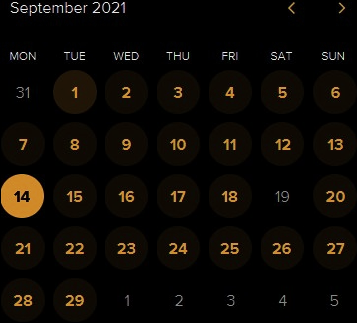 September 2021 < >
MON TUE WED THU FRI SAT SUN
31 1 2 3 4 5 6
7 8 9 10 11 12 13
14 15 16 17 18 19 20
21 22 23 24 25 26 27
28 29 1 2 3 4 5